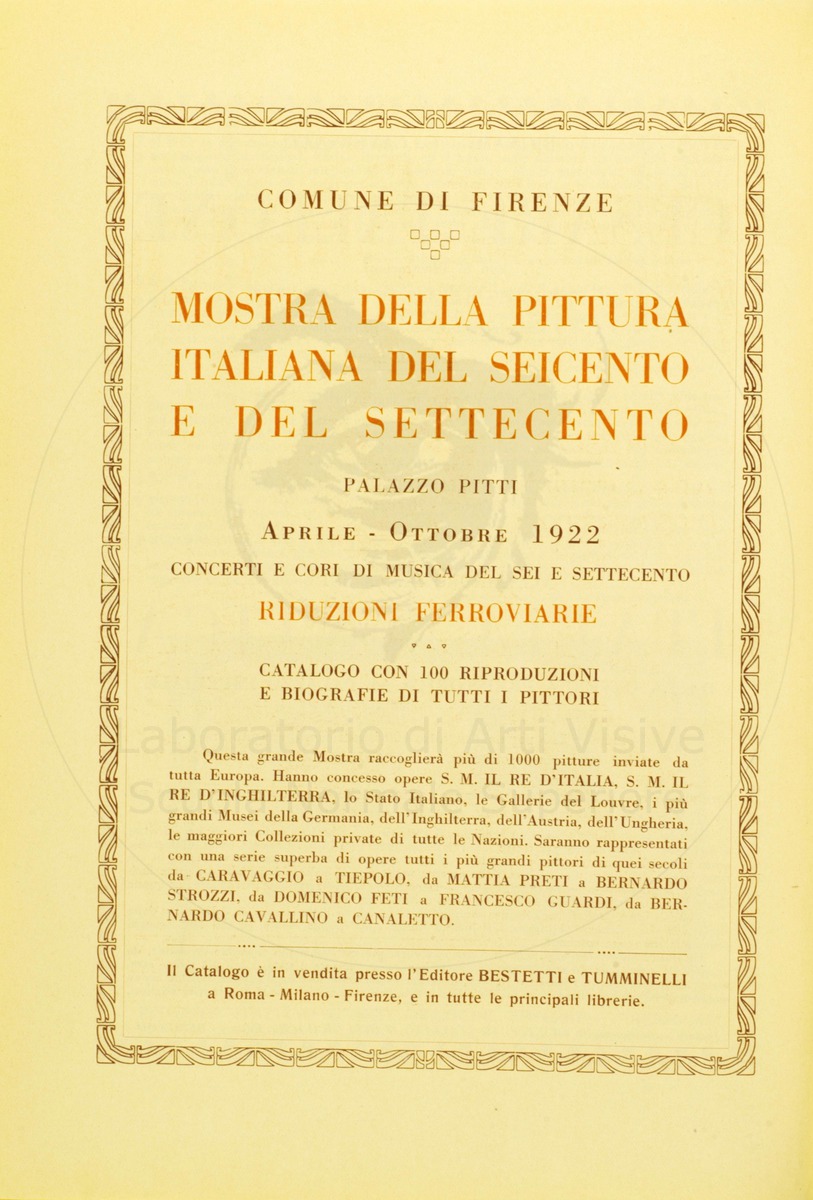 COMUNE DI FIRENZE
MOSTRA DELLA PITTURA
ITALIANA DEL SEICENTO
E DEL SETTECENTO
PALAZZO PITTI
APRILE - OTTOBRE 1922
CONCERTI E CORI DI MUSICA DEL SEI E SETTECENTO
RIDUZIONI FERROVIARIE
CATALOGO CON 100 RIPRODUZIONI
E BIOGRAFIE DI TUTTI I PITTORI
Laboratorio di Arti Visive
Questa grande Mostra raccoglierà più di 1000 pitture inviate da
tutta Europa. Hanno concesso opere S. M. IL RE D'ITALIA, S. M. IL
RE D'INGHILTERRA, lo Stato Italiano, le Gallerie del Louvre, i più
grandi Musei della Germania, dell'Inghilterra, dell'Austria, dell'Ungheria,
le maggiori Collezioni private di tutte le Nazioni. Saranno rappresentati
con una serie superba di opere tutti i più grandi pittori di quei secoli
da CARAVAGGIO a TIEPOLO, da MATTIA PRETI a BERNARDO
STROZZI, da DOMENICO FETI a FRANCESCO GUARDI, da BER-
NARDO CAVALLINO a CANALETTO.
Il Catalogo è in vendita presso l'Editore BESTETTI e TUMMINELLI
a Roma - Milano - Firenze, e in tutte le principali librerie.